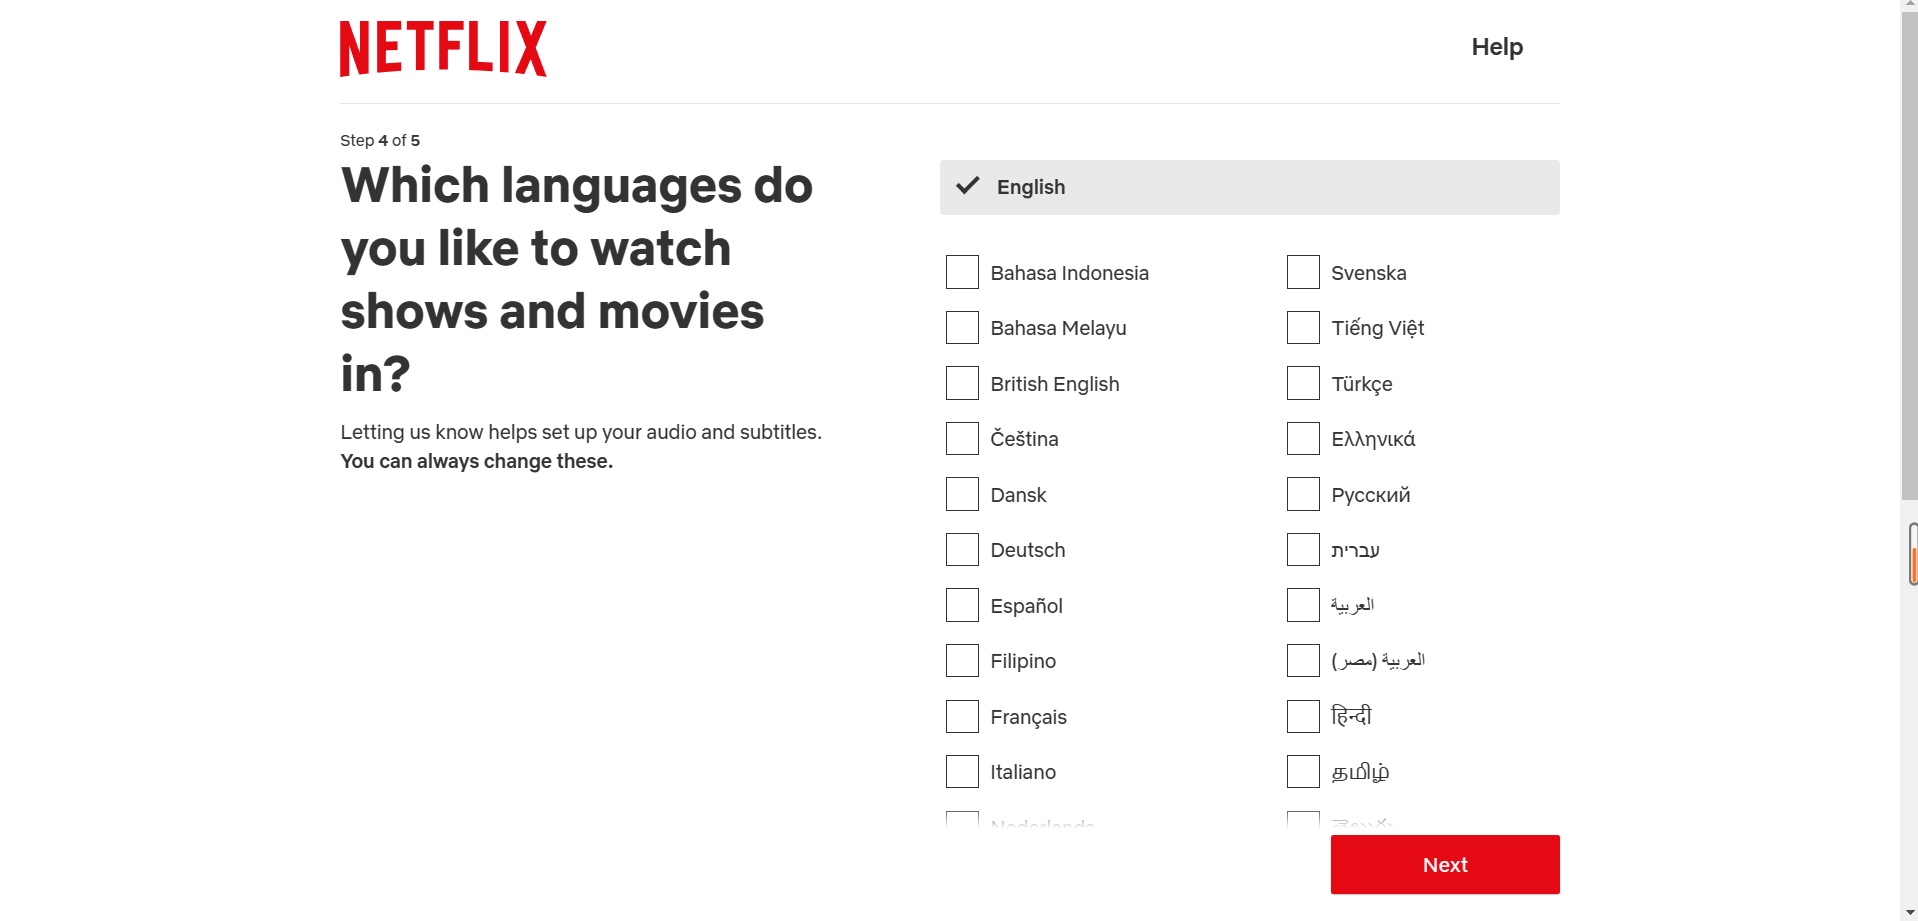 NETFLIX
Help
Step 4 of 5
Which languages do
you like to watch
shows and movies
in?
Letting us know helps set up your audio and subtitles.
You can always change these.
English
Bahasa Indonesia
Bahasa Melayu
British English
Čeština
Dansk
Deutsch
Español
Filipino
Français
Italiano
Svenska
Tiếng Việt
Türkçe
Ελληνικά
Русский
עברית
العربية
العربية (مصر)
हिन्दी
தமிழ்
Next